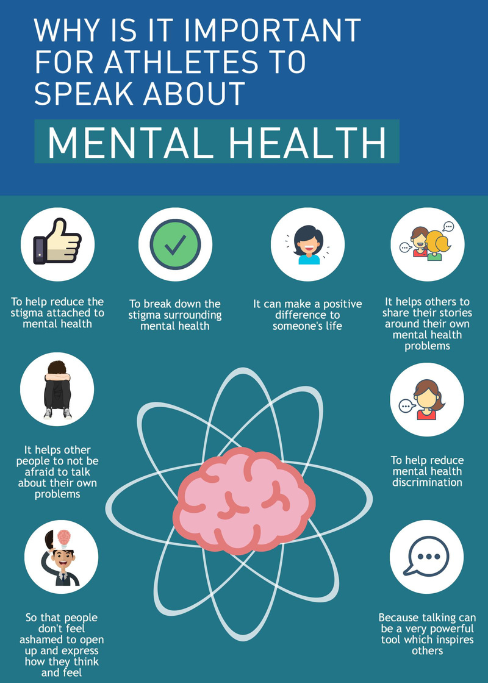 WHY IS IT IMPORTANT
FOR ATHLETES TO
SPEAK ABOUT
MENTAL HEALTH
To help reduce the
stigma attached to
mental health
To break down the
stigma surrounding
mental health
It can make a positive
difference to
someone's life
It helps others to
share their stories
around their own
mental health
problems
It helps other
people to not be
afraid to talk
about their own
problems
To help reduce
mental health
discrimination
So that people
don't feel
ashamed to open
up and express
how they think
and feel
Because talking can
be a very powerful
tool which inspires
others